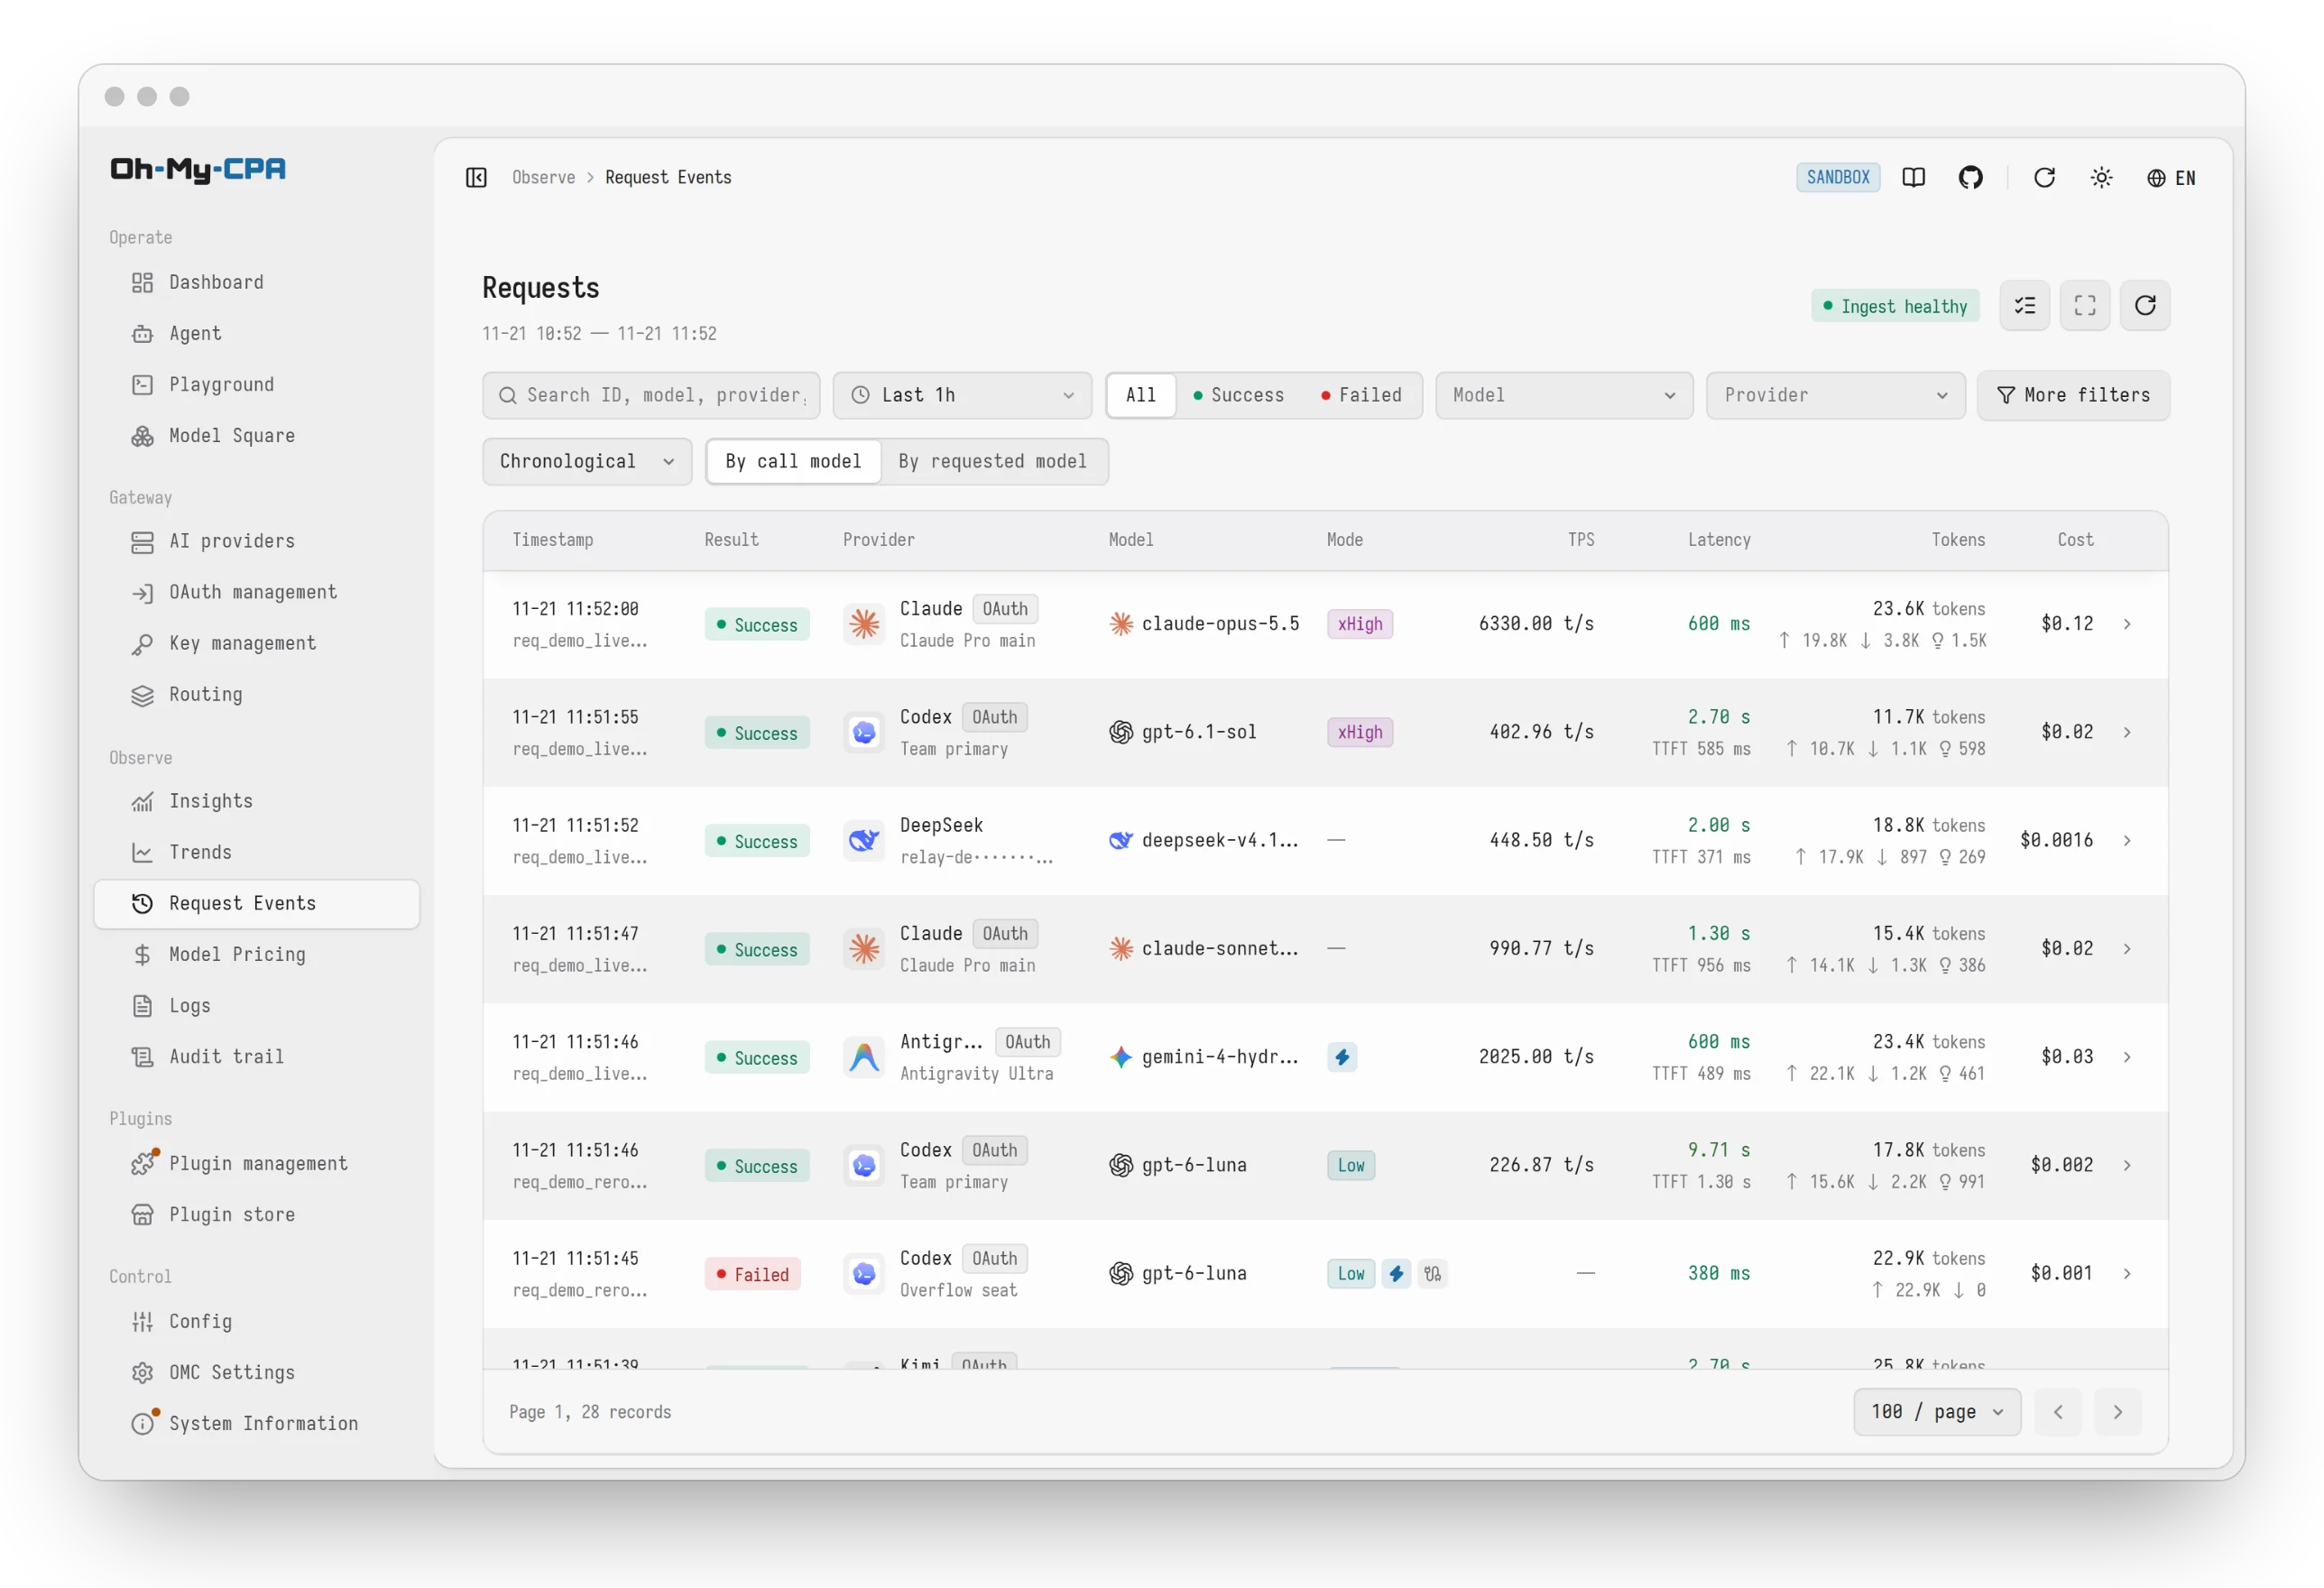 Oh-My-CPA
Operate
Dashboard
Agent
Playground
Model Square
Gateway
AI providers
OAuth management
Key management
Routing
Observe
Insights
Trends
Request Events
Model Pricing
Logs
Audit trail
Plugins
Plugin management
Plugin store
Control
Config
OMC Settings
System Information
Observe > Request Events
SANDBOX
EN
Requests
11-21 10:52 — 11-21 11:52
Ingest healthy
Search ID, model, provider,
Last 1h
All
Success
Failed
Model
Provider
More filters
Chronological
By call model
By requested model
Timestamp Result Provider Model Mode TPS Latency Tokens Cost
11-21 11:52:00
req_demo_live...
Success
Claude OAuth
Claude Pro main
claude-opus-5.5
xHigh
6330.00 t/s
600 ms
23.6K tokens
↑ 19.8K ↓ 3.8K 1.5K
$0.12
11-21 11:51:55
req_demo_live...
Success
Codex OAuth
Team primary
gpt-6.1-sol
xHigh
402.96 t/s
2.70 s
TTFT 585 ms
11.7K tokens
↑ 10.7K ↓ 1.1K 598
$0.02
11-21 11:51:52
req_demo_live...
Success
DeepSeek
relay-de·······...
deepseek-v4.1...
—
448.50 t/s
2.00 s
TTFT 371 ms
18.8K tokens
↑ 17.9K ↓ 897 269
$0.0016
11-21 11:51:47
req_demo_live...
Success
Claude OAuth
Claude Pro main
claude-sonnet...
—
990.77 t/s
1.30 s
TTFT 956 ms
15.4K tokens
↑ 14.1K ↓ 1.3K 386
$0.02
11-21 11:51:46
req_demo_live...
Success
Antigr... OAuth
Antigravity Ultra
gemini-4-hydr...
2025.00 t/s
600 ms
TTFT 489 ms
23.4K tokens
↑ 22.1K ↓ 1.2K 461
$0.03
11-21 11:51:46
req_demo_rero...
Success
Codex OAuth
Team primary
gpt-6-luna
Low
226.87 t/s
9.71 s
TTFT 1.30 s
17.8K tokens
↑ 15.6K ↓ 2.2K 991
$0.002
11-21 11:51:45
req_demo_rero...
Failed
Codex OAuth
Overflow seat
gpt-6-luna
Low
—
380 ms
22.9K tokens
↑ 22.9K ↓ 0
$0.001
11-21 11:51:39
Kimi OAuth
2.70 s
25.8K tokens
Page 1, 28 records
100 / page